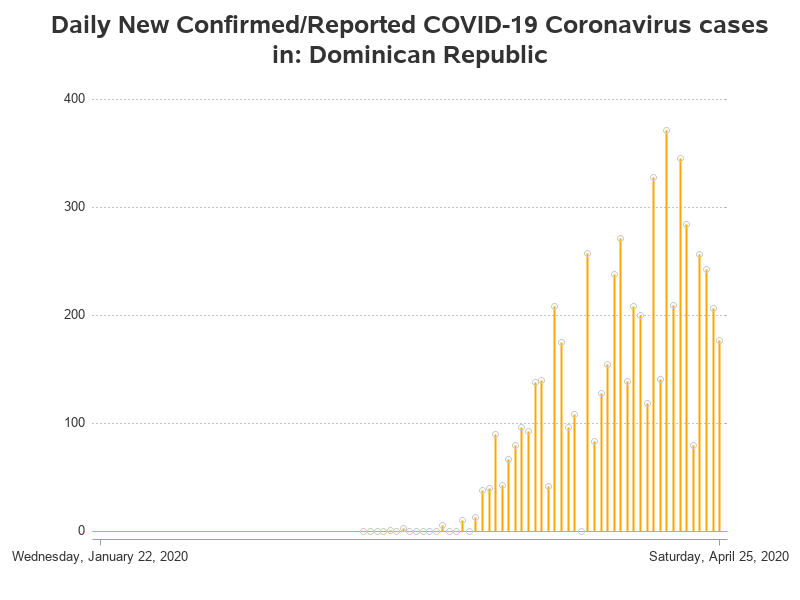 Daily New Confirmed/Reported COVID-19 Coronavirus cases
in: Dominican Republic
400
300
200
100
0
Wednesday, January 22, 2020 Saturday, April 25, 2020